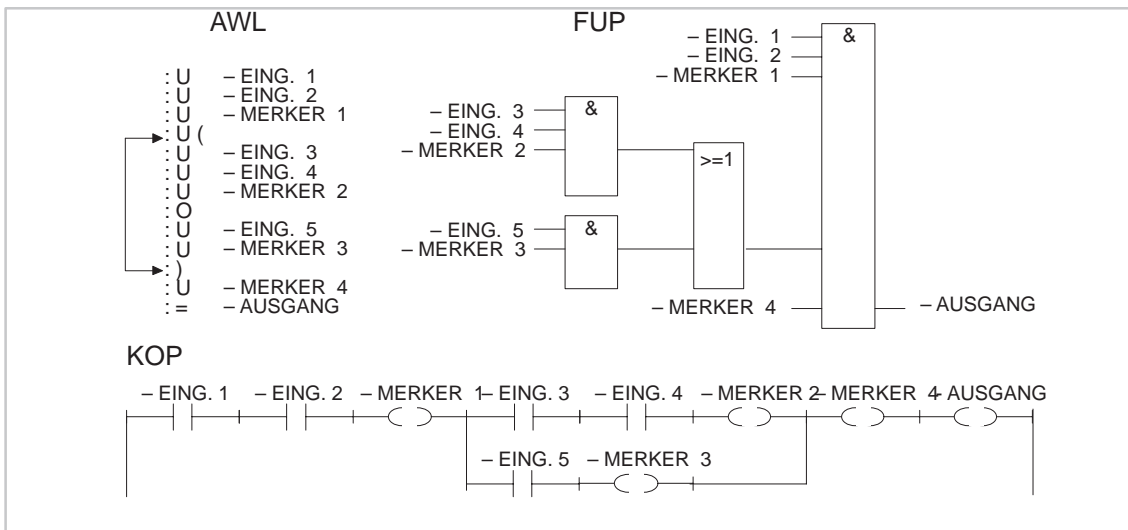 AWL
: U – EING. 1
: U – EING. 2
: U – MERKER 1
: U (
: U – EING. 3
: U – EING. 4
: U – MERKER 2
: O
: U – EING. 5
: U – MERKER 3
: )
: U – MERKER 4
: = – AUSGANG
FUP
– EING. 1
– EING. 2
– MERKER 1
&
– EING. 3
– EING. 4
– MERKER 2
&
>=1
– EING. 5
– MERKER 3
&
– MERKER 4
– AUSGANG
KOP
– EING. 1 – EING. 2 – MERKER 1 – EING. 3 – EING. 4 – MERKER 2 – MERKER 4 – AUSGANG
– EING. 5 – MERKER 3